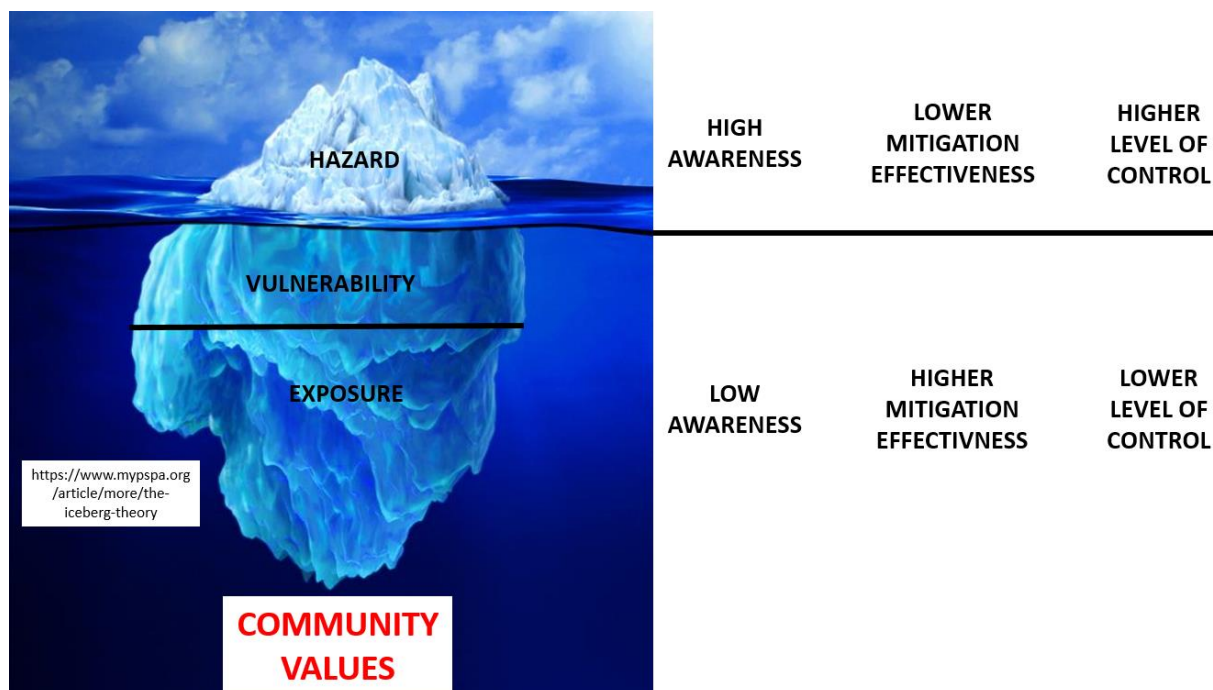 HAZARD
HIGH
AWARENESS
LOWER
MITIGATION
EFFECTIVENESS
HIGHER
LEVEL OF
CONTROL
VULNERABILITY
EXPOSURE
LOW
AWARENESS
HIGHER
MITIGATION
EFFECTIVNESS
LOWER
LEVEL OF
CONTROL
https://www.mypspa.org
/article/more/the-
iceberg-theory
COMMUNITY
VALUES